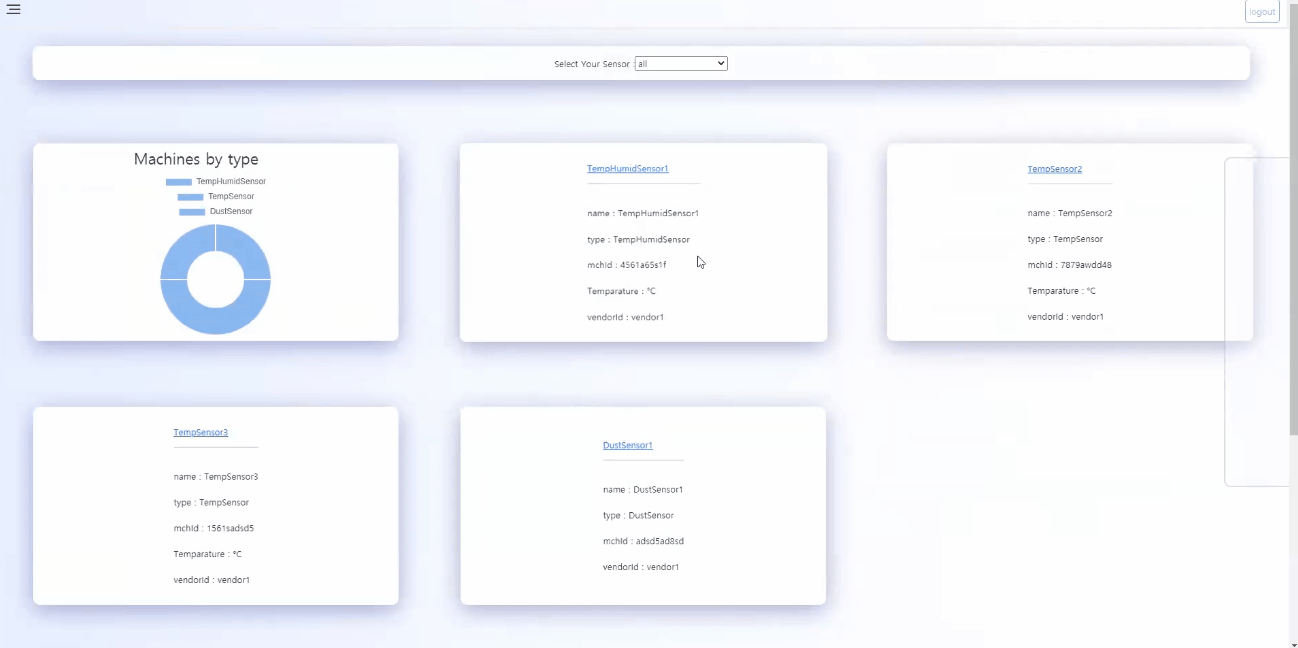 logout
Select Your Sensor : all
Machines by type
TempHumidSensor
TempSensor
DustSensor
TempHumidSensor1
name : TempHumidSensor1
type : TempHumidSensor
mchId : 4561a65s1f
Temparature : °C
vendorId : vendor1
TempSensor2
name : TempSensor2
type : TempSensor
mchId : 7879awdd48
Temparature : °C
vendorId : vendor1
TempSensor3
name : TempSensor3
type : TempSensor
mchId : 1561sadsd5
Temparature : °C
vendorId : vendor1
DustSensor1
name : DustSensor1
type : DustSensor
mchId : adsd5ad8sd
vendorId : vendor1